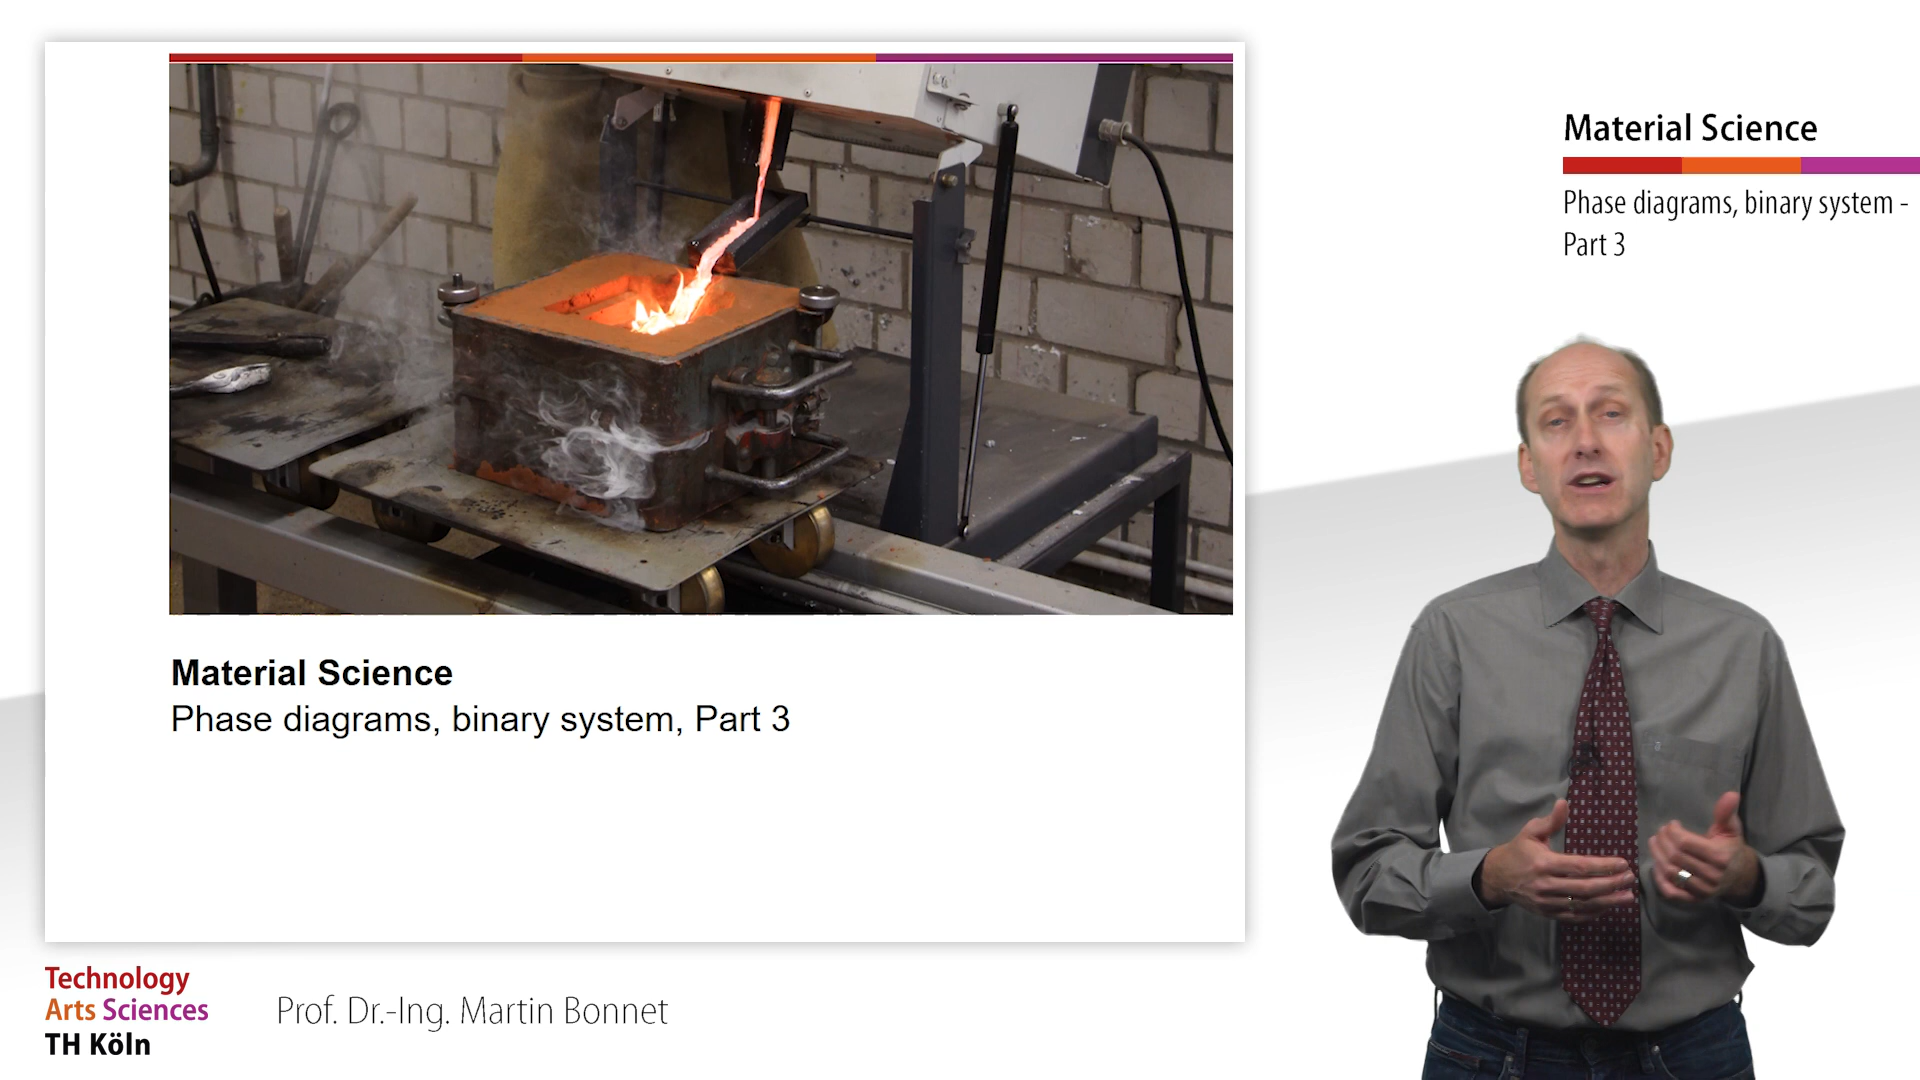 Material Science
Phase diagrams, binary system -
Part 3
Material Science
Phase diagrams, binary system, Part 3
Technology
Arts Sciences
TH Köln
Prof. Dr.-Ing. Martin Bonnet